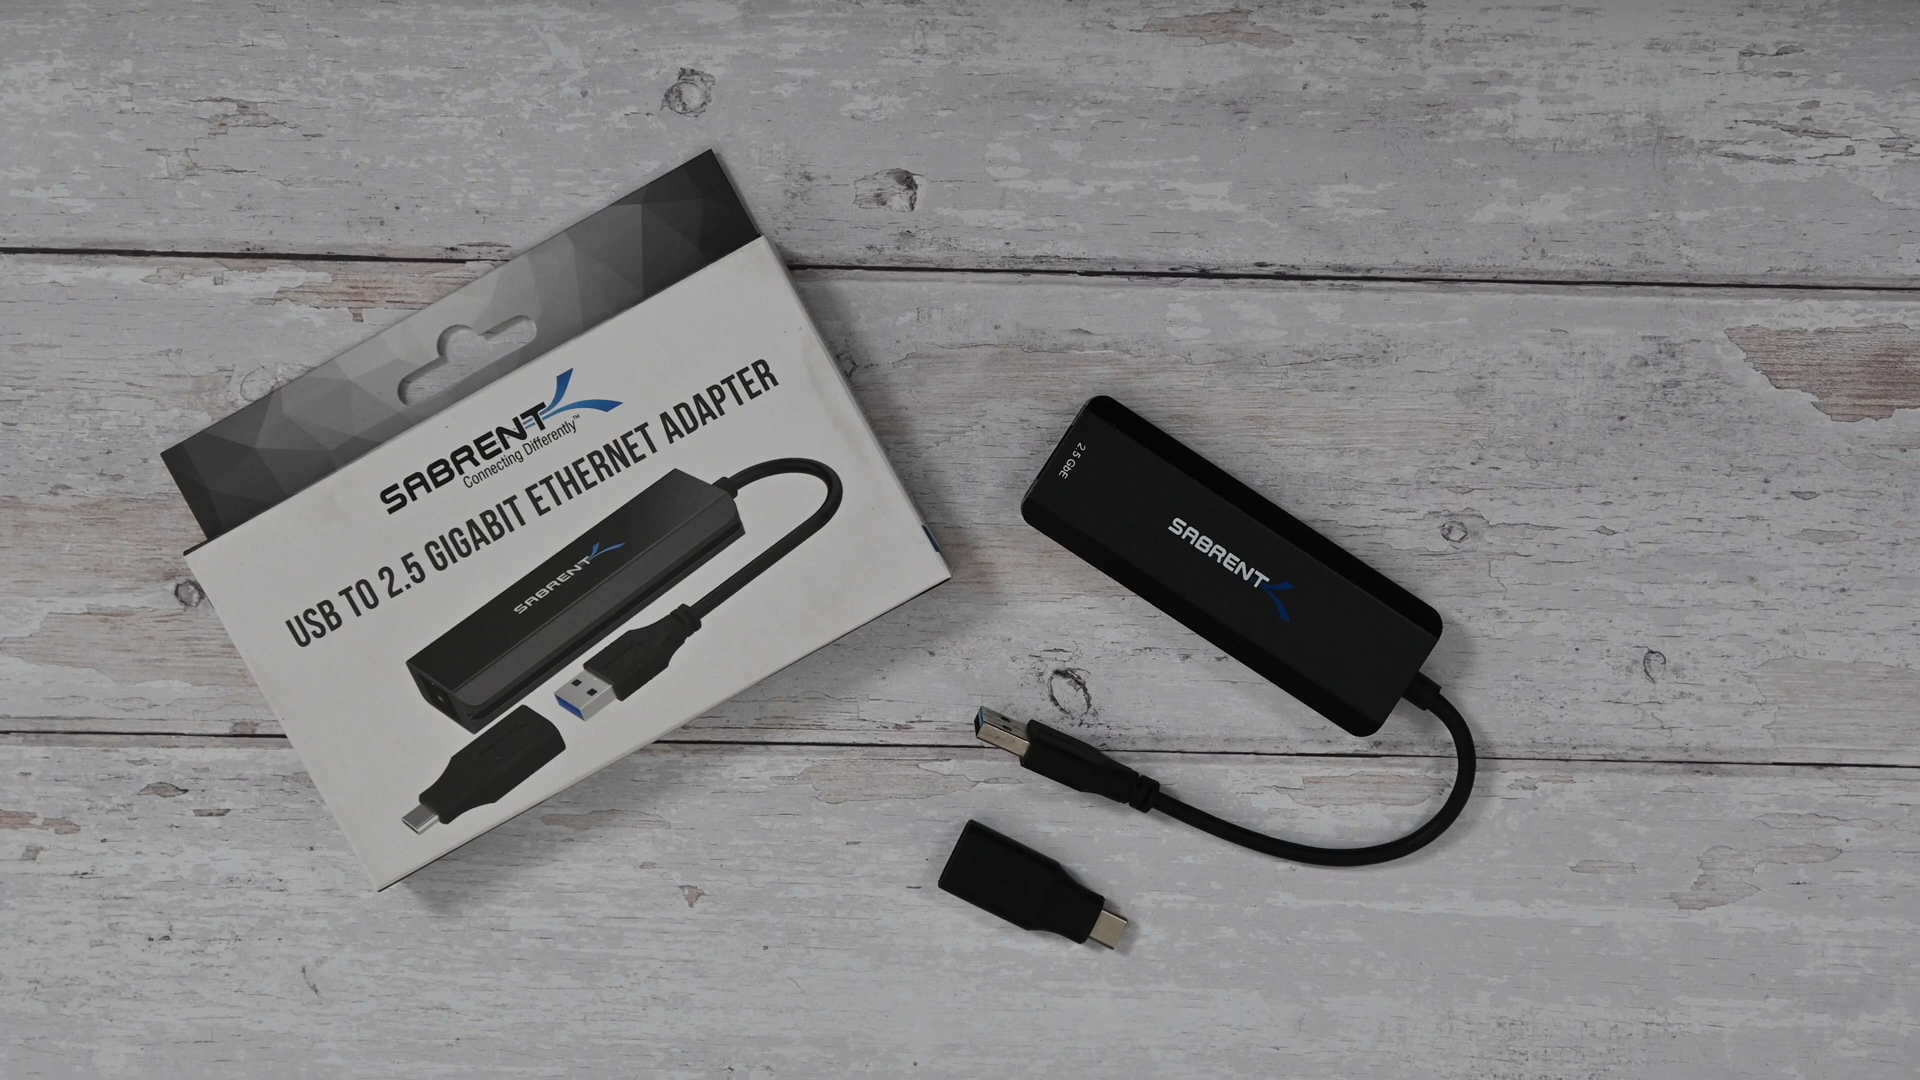 SABRENT
Connecting Differently™
USB TO 2.5 GIGABIT ETHERNET ADAPTER
SABRENT
2.5 GbE
SABRENT